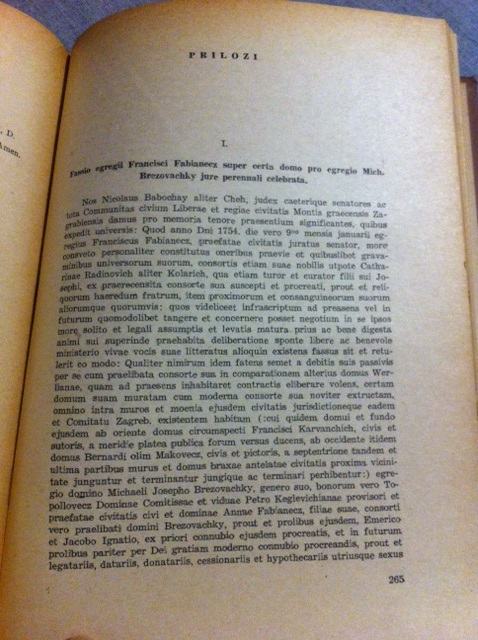 , D.
Amen.
PRILOZI
I.
Fassio egregii Francisci Fabianecz super certa domo pro egregio Mich.
Brezovachky jure perennali celebrata.
Nos Nicolaus Babochay aliter Cheh, judex caeterique senatores ac
tota Communitas civium Liberae et regiae civitatis Montis graecensis Za-
grabiensis damus pro memoria tenore praesentium significantes, quibus
expedit universis: Quod anno Dni 1754. die vero 9na mensis januarii eg-
regius Franciscus Fabianecz, praefatae civitatis juratus senator, more
consveto personaliter constitutus oneribus praevie et quibuslibet grava-
minibus universorum suorum, consortis etiam suae nobilis utpote Catha-
rinae Radinovich aliter Kolarich, qua etiam tutor et curator filii sui Jo-
sephi, ex praerecensita consorte sua suscepti et procreati, prout et reli-
quorum haeredum fratrum, item proximorum et consanguineorum suorum
aliorumque quorumvis: quos videlicet infrascriptum ad praesens vel in
futurum quomodolibet tangere et concernere posset negotium in se ipsos
more solito et legali assumptis et levatis matura prius ac bene digesta
animi sui superinde praehabita deliberatione sponte libere ac benevole
ministerio vivae vocis suae litteratus alioquin existens fassus sit et retu-
lerit eo modo: Qualiter nimirum idem fatens semet a debitis suis passivis
per se cum praelibata consorte sua in comparationem alterius domus Wer-
lianae, quam ad praesens inhabitaret contractis eliberare volens, certam
domum suam muratam cum moderna consorte sua noviter extructam,
omnino intra muros et moenia ejusdem civitatis jurisdictioneque eadem
et Comitatu Zagreb, existentem habitam (:cui quidem domui et fundo
ejusdem ab oriente domus circumspecti Francisci Karvanchich, civis et
sutoris, a meridie platea publica forum versus ducens, ab occidente itidem
domus Bernardi olim Makovecz, civis et pictoris, a septentrione tandem et
ultima partibus murus et domus braxae antelatae civitatis proxima vicini-
tate junguntur et terminantur jungique ac terminari perhibentur:) egre-
gio domino Michaeli Josepho Brezovachky, genero suo, bonorum vero To-
pollovecz Dominae Comitissae et viduae Petro Keglevichianae provisori et
praefatae civitatis civi et dominae Annae Fabianecz, filiae suae, consorti
vero praelibati domini Brezovachky, prout et prolibus ejusdem, Emerico
et Jacobo Ignatio, ex priori connubio ejusdem procreatis, et in futurum
prolibus pariter per Dei gratiam moderno connubio procreandis, prout et
legatariis, datariis, donatariis, cessionariis et hypothecariis utriusque sexus
265